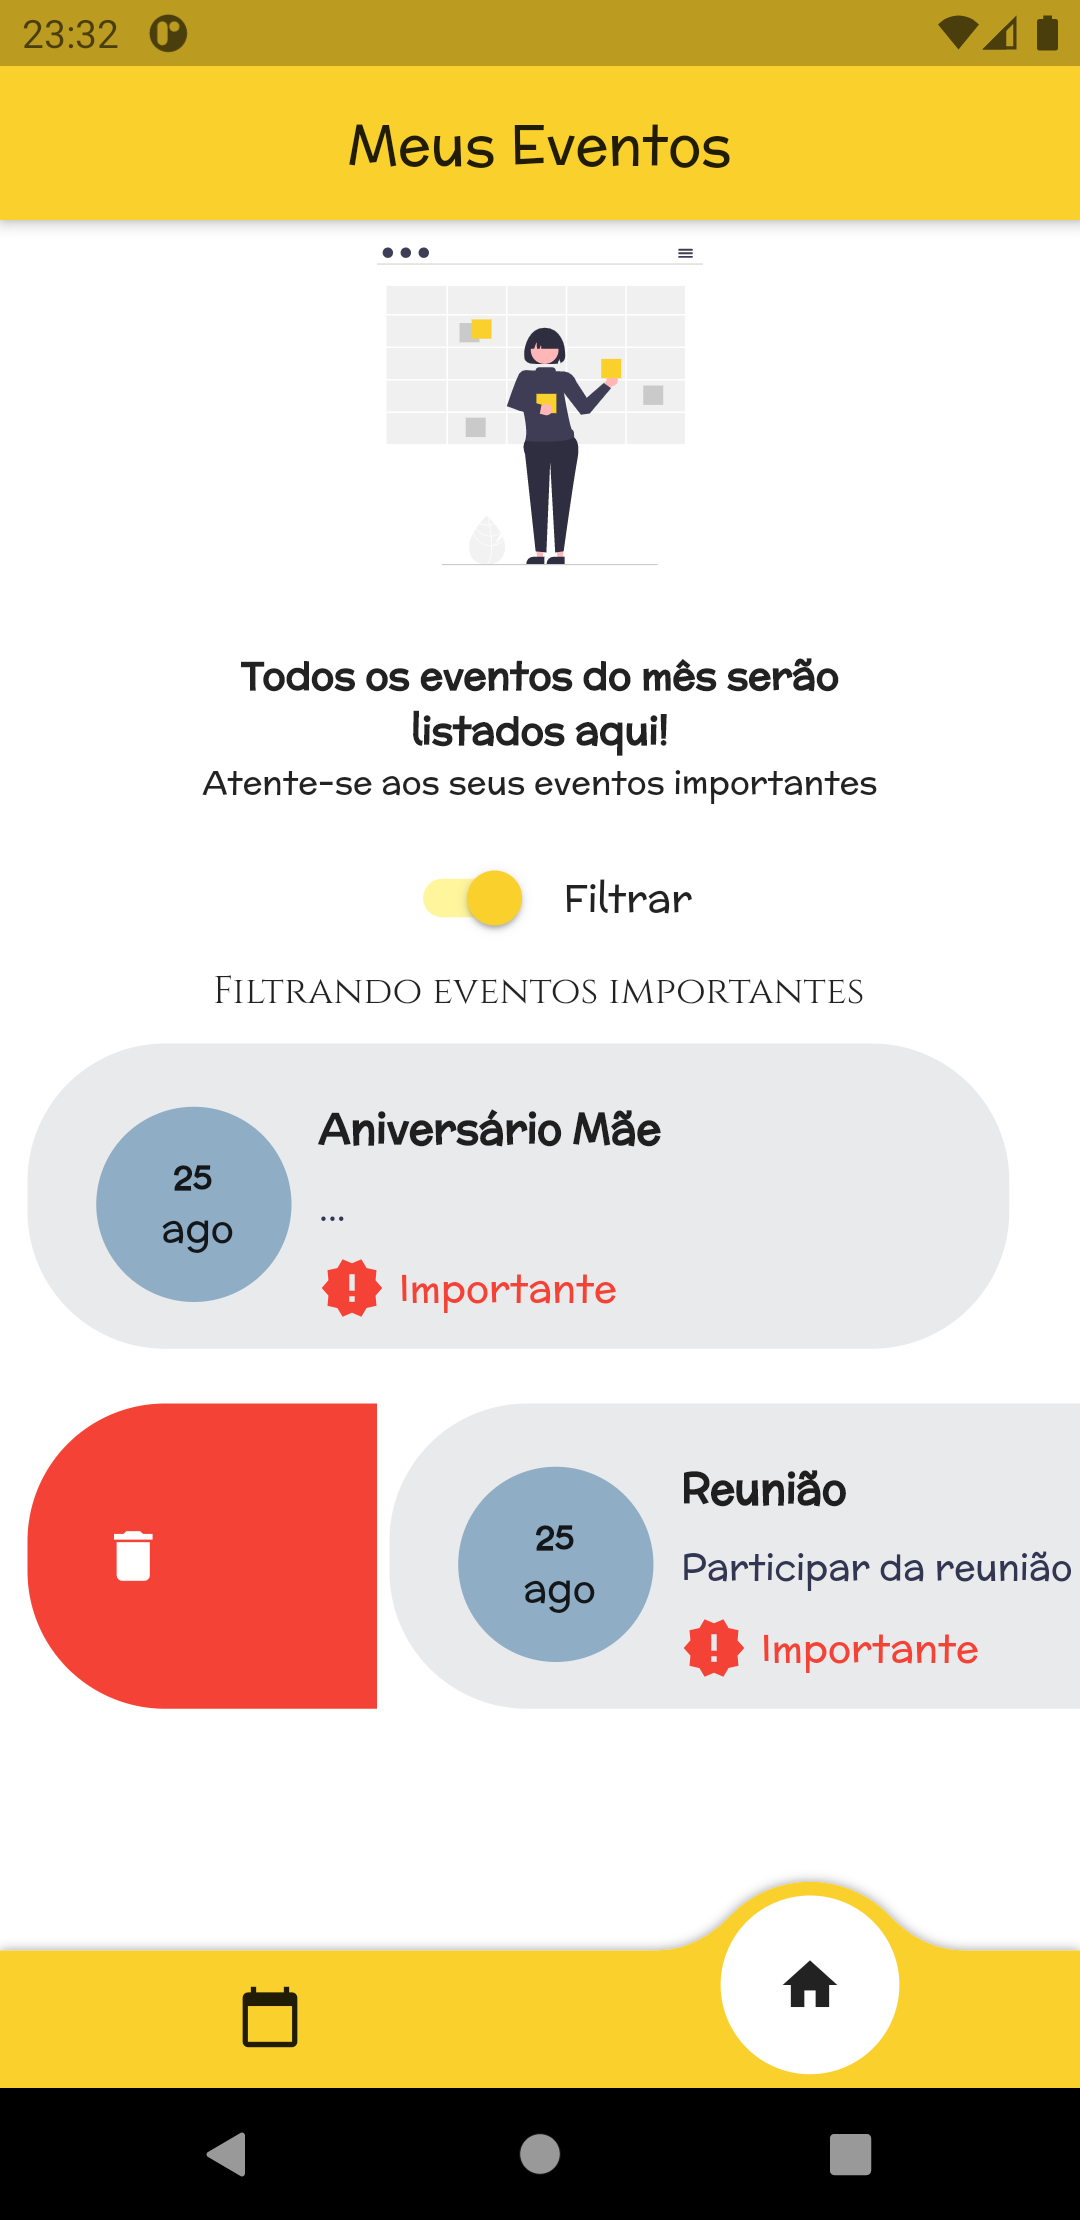 23:32
Meus Eventos
Todos os eventos do mês serão
listados aqui!
Atente-se aos seus eventos importantes
Filtrar
Filtrando eventos importantes
Aniversário Mãe
25
ago
...
Importante
Reunião
25
ago
Participar da reunião
Importante